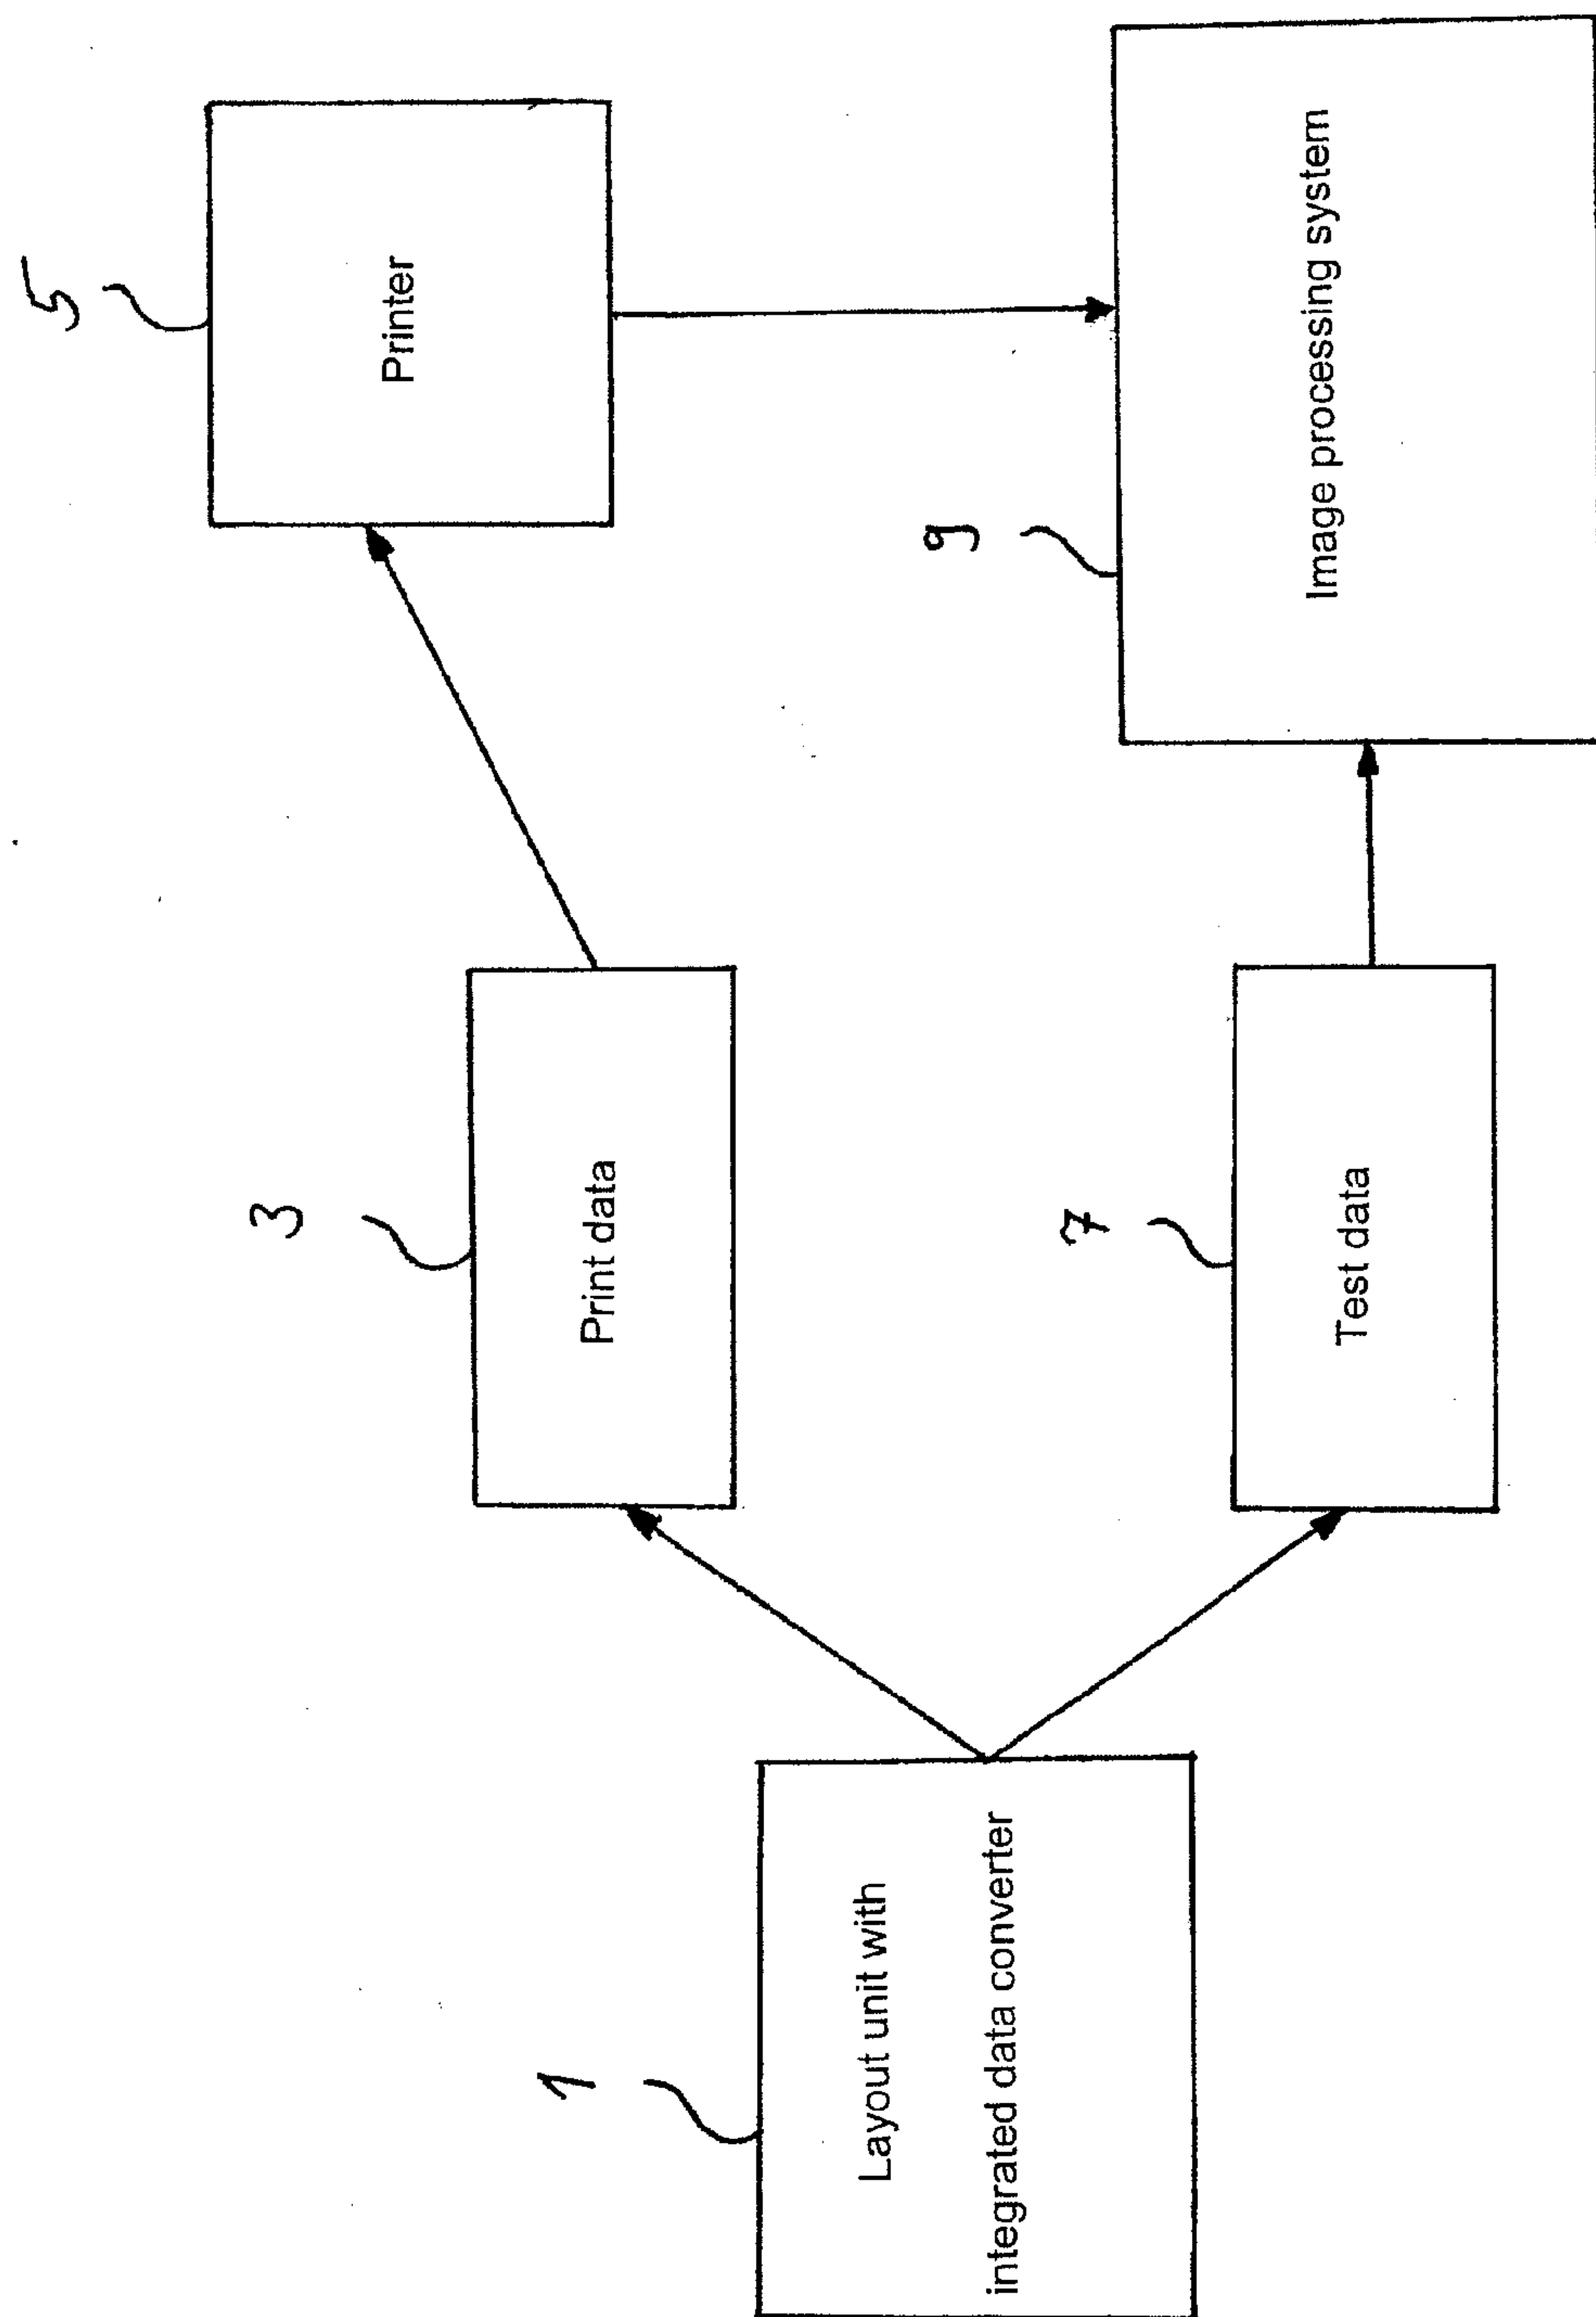 1
Layout unit with
integrated data converter
3
Print data
5
Printer
7
Test data
9
Image processing system